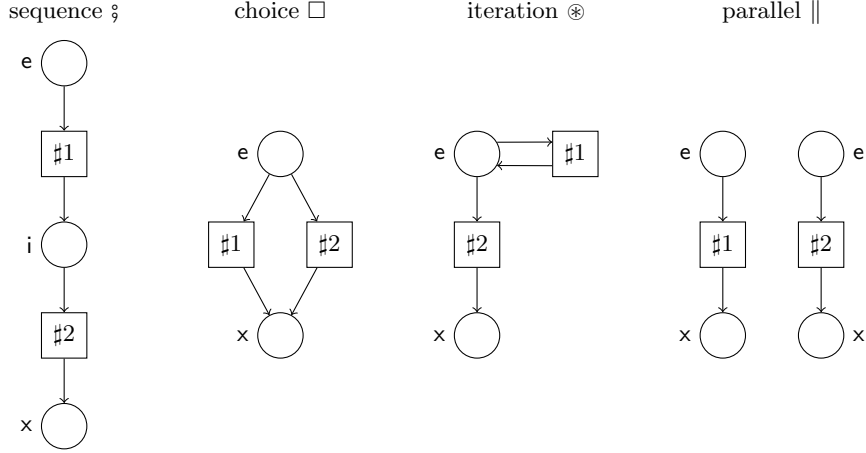 sequence ⨟ choice □ iteration ⊛ parallel ∥
e
♯1 e ♯1 e e
e
i ♯1 ♯2 ♯2 ♯1 ♯2
♯2 x x x x
x